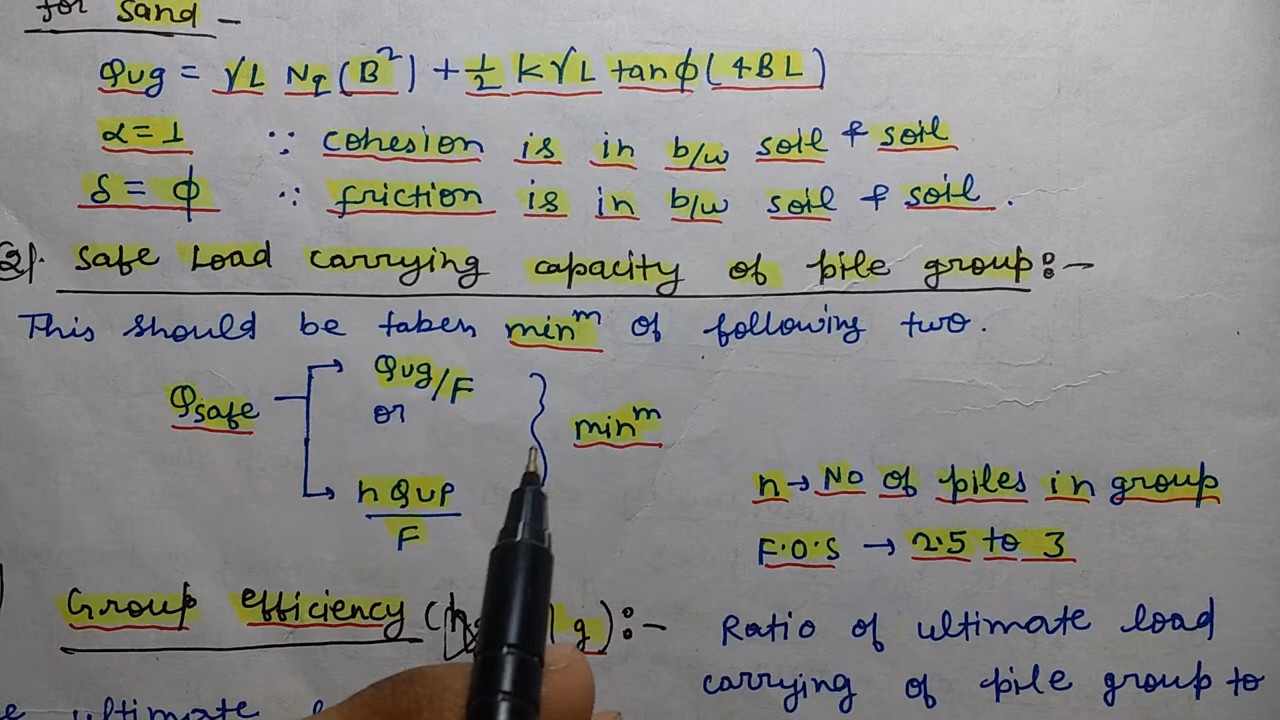 for Sand -
Qug = γL Nq (B²) + 1/2 KγL tanϕ (4BL)
α = 1 ∵ cohesion is in b/w soil & soil
δ = ϕ ∵ friction is in b/w soil & soil.
2). Safe Load carrying capacity of pile group :-
This should be taken minᵐ of following two.
Qsafe
Qug/F
or
nQup/F
minᵐ
n → No of piles in group
F.O.S → 2.5 to 3
Group efficiency ( g) :- Ratio of ultimate load
carrying of pile group to
ultimate